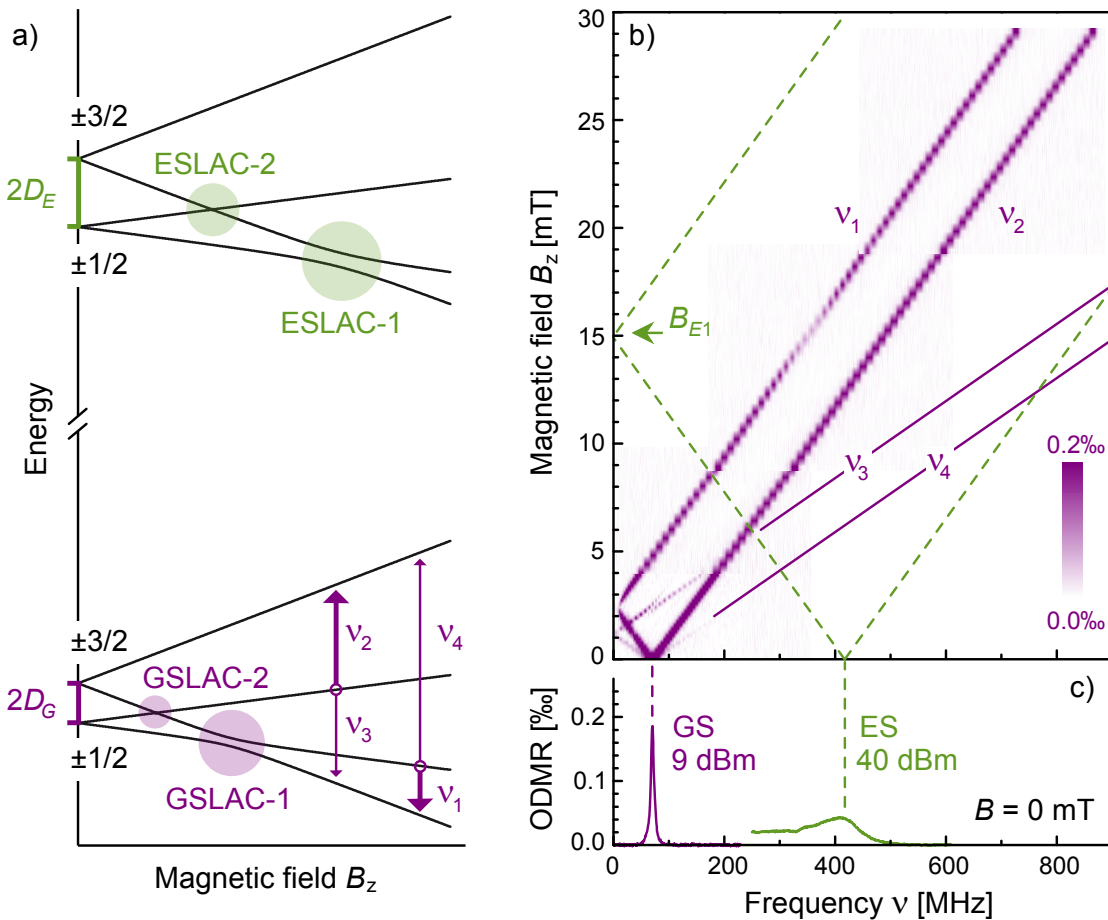 a)
±3/2
2D_E
±1/2
ESLAC-2
ESLAC-1
Energy
±3/2
2D_G
±1/2
GSLAC-2
GSLAC-1
ν₂
ν₄
ν₃
ν₁
Magnetic field B_z
b)
Magnetic field B_z [mT]
30
25
20
15
10
5
0
ν₁
ν₂
B_E1
ν₃
ν₄
0.2‰
0.0‰
c)
ODMR [‰]
0.2
0.1
0.0
GS
9 dBm
ES
40 dBm
B = 0 mT
0 200 400 600 800
Frequency ν [MHz]